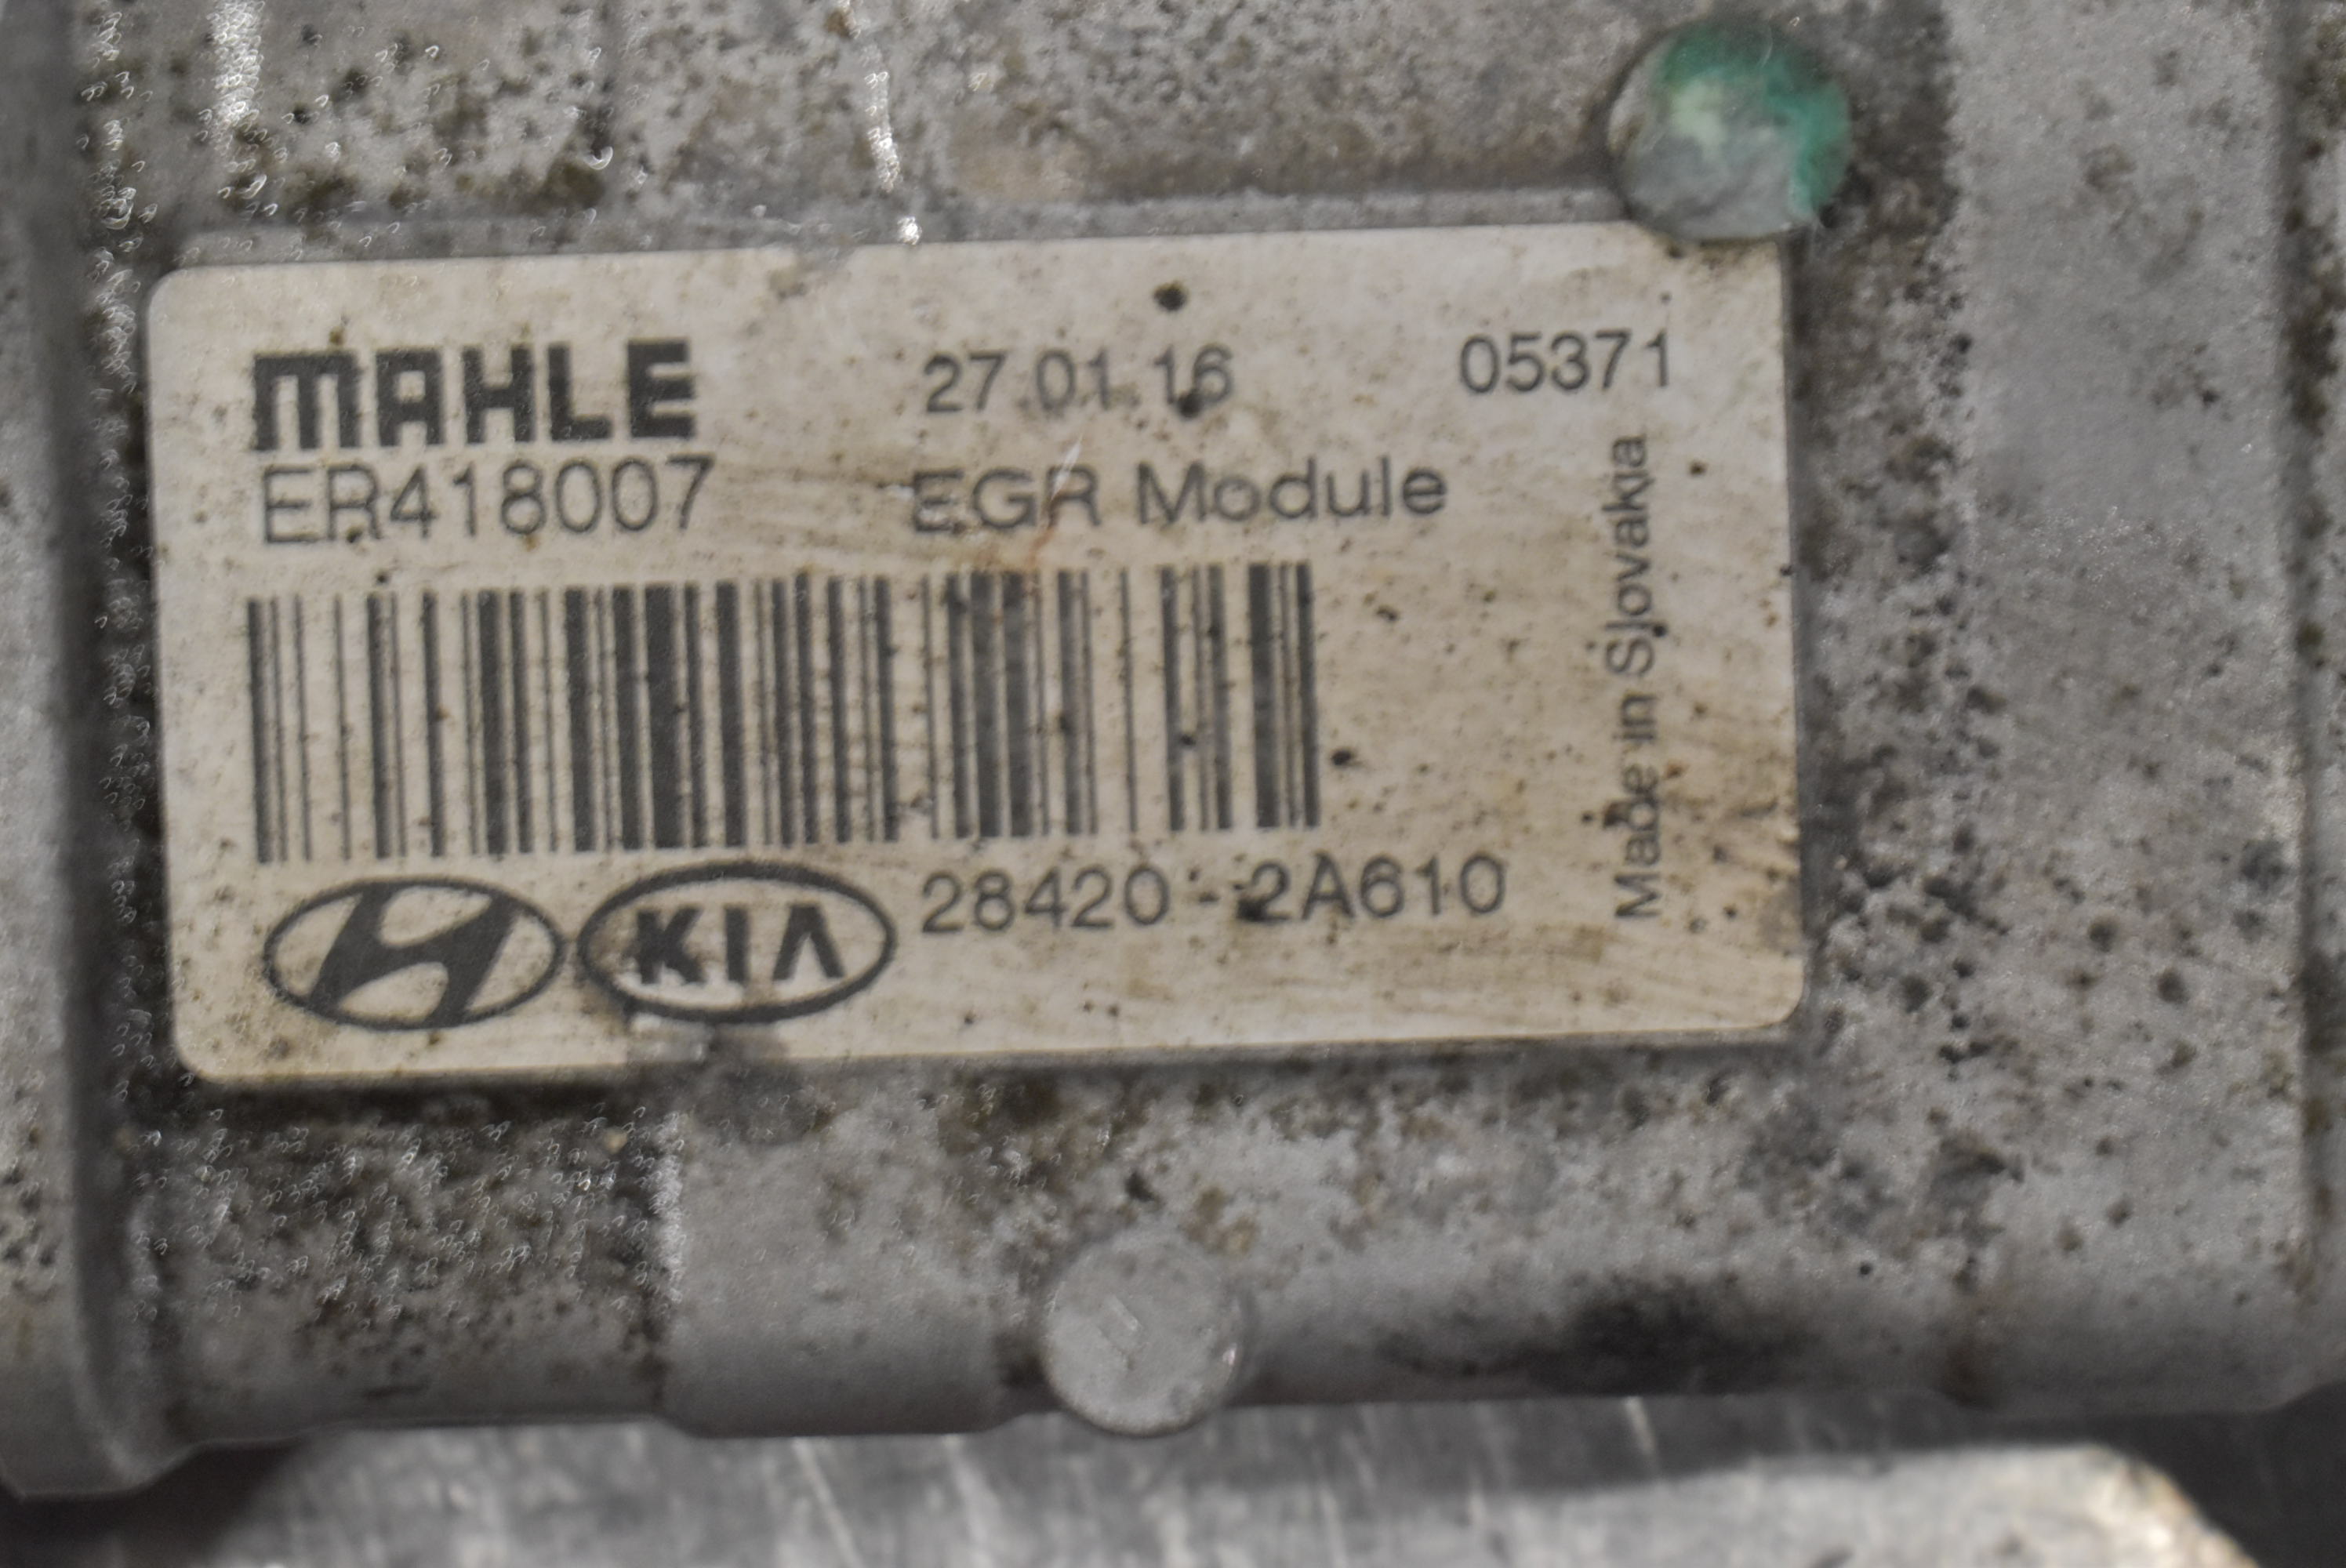 MAHLE 27.01.16 05371
ER418007 EGR Module
Made in Slovakia
KIA 28420-2A610